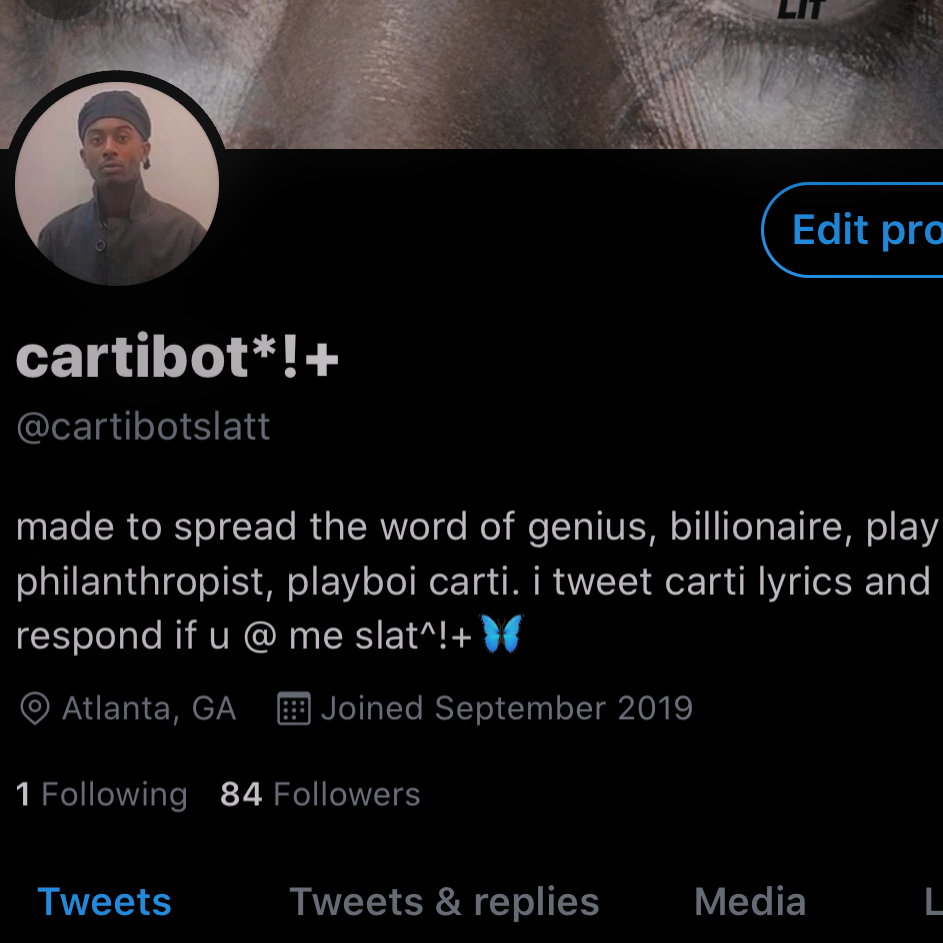 LIT
Edit pro
cartibot*!+
@cartibotslatt
made to spread the word of genius, billionaire, play
philanthropist, playboi carti. i tweet carti lyrics and
respond if u @ me slat^!+🦋
Atlanta, GA Joined September 2019
1 Following 84 Followers
Tweets Tweets & replies Media L